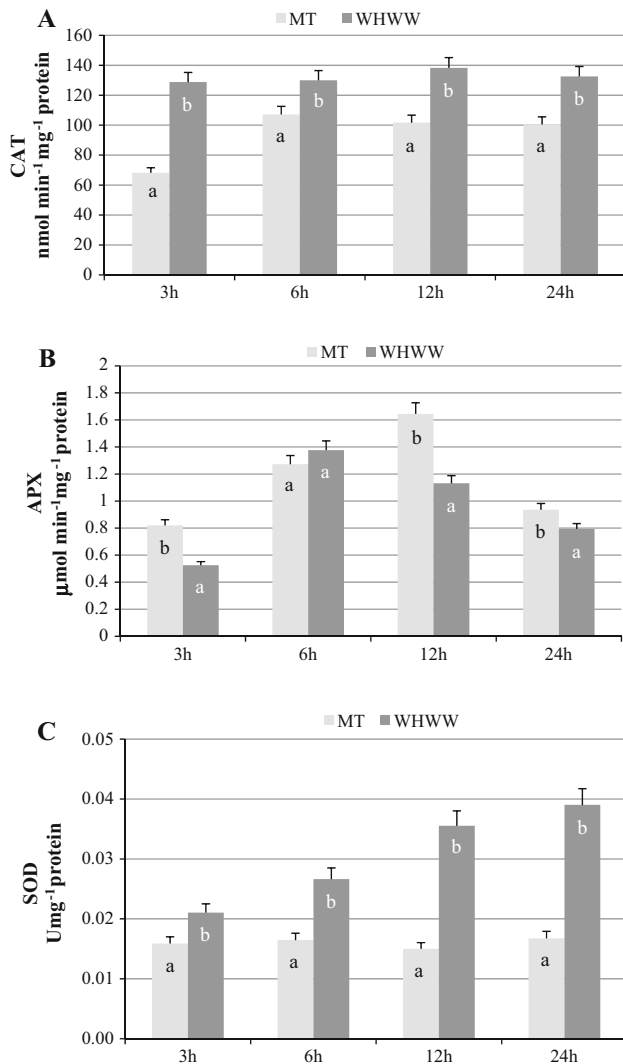 A
MT WHWW
CAT
nmol min⁻¹ mg⁻¹ protein
160
140
120
100
80
60
40
20
0
a b a b a b a b
3h 6h 12h 24h
B
MT WHWW
APX
μmol min⁻¹mg⁻¹protein
2
1.8
1.6
1.4
1.2
1
0.8
0.6
0.4
0.2
0
b a a a b a b a
3h 6h 12h 24h
C
MT WHWW
SOD
Umg⁻¹protein
0.05
0.04
0.03
0.02
0.01
0.00
a b a b a b a b
3h 6h 12h 24h